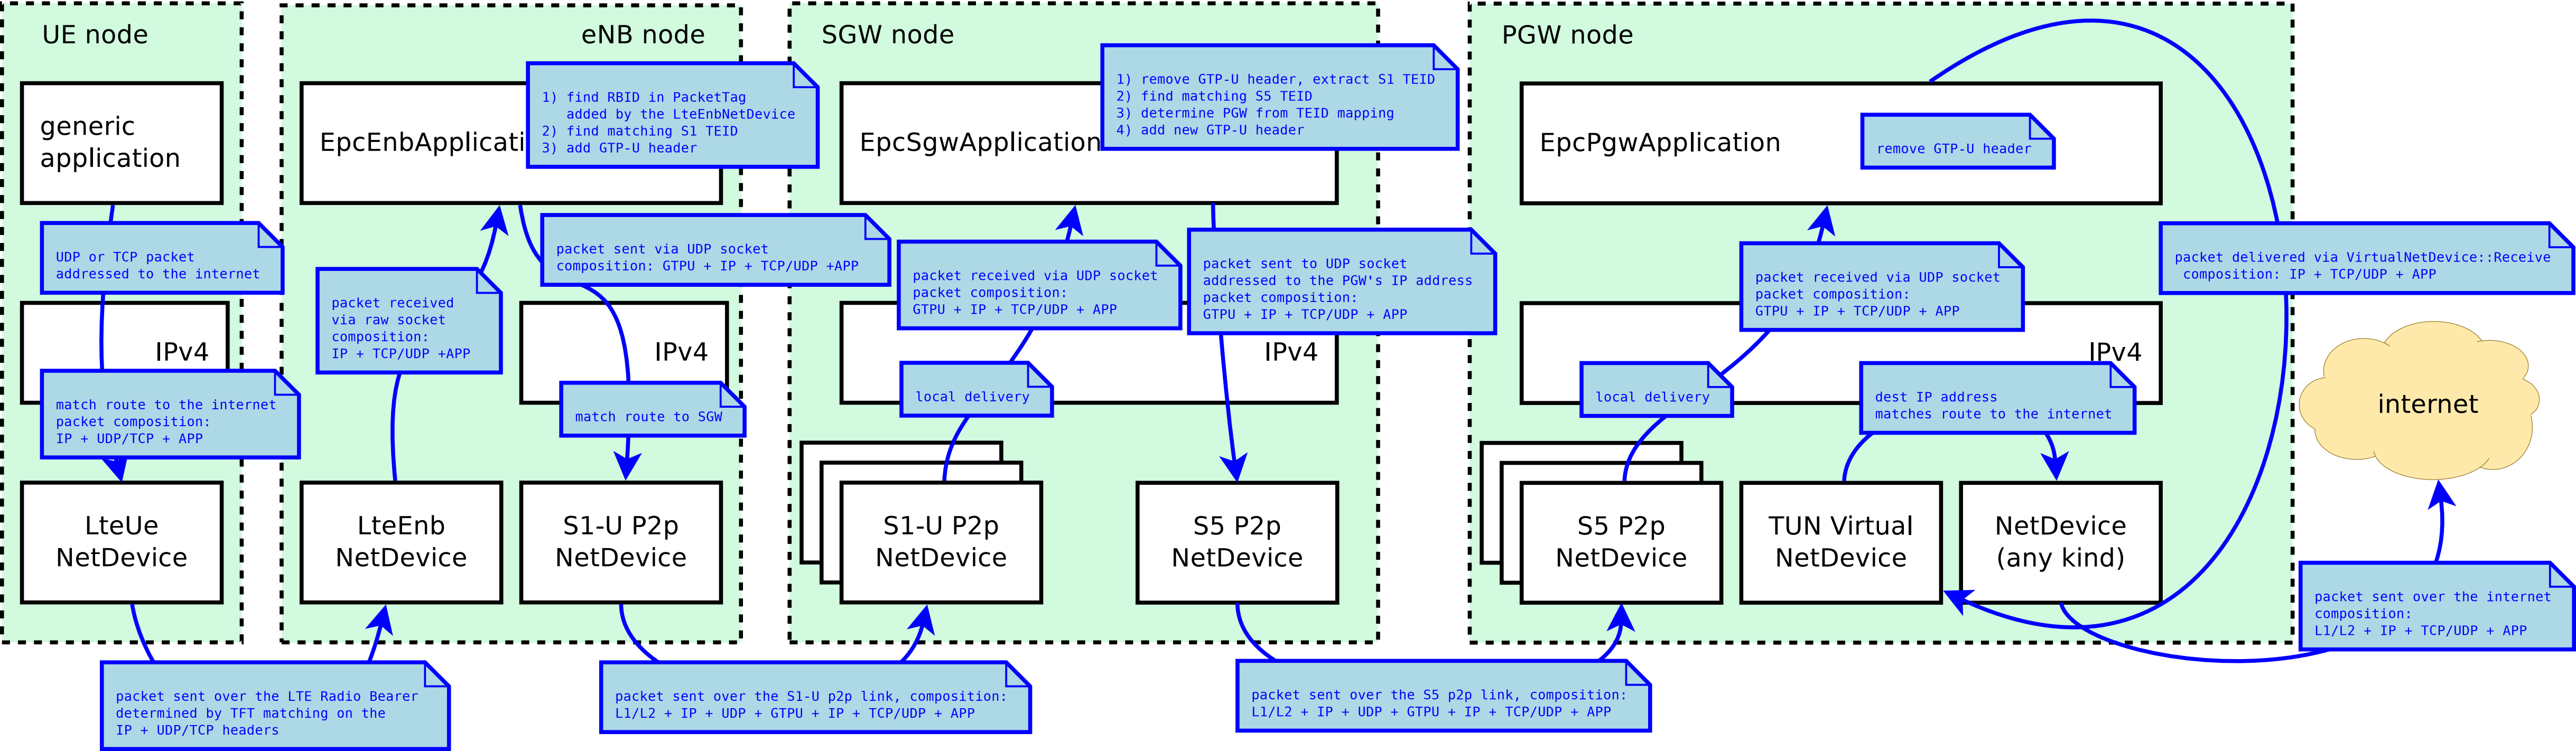 UE node
generic
application
UDP or TCP packet
addressed to the internet
IPv4
match route to the internet
packet composition:
IP + UDP/TCP + APP
LteUe
NetDevice
packet sent over the LTE Radio Bearer
determined by TFT matching on the
IP + UDP/TCP headers
eNB node
EpcEnbApplicati
1) find RBID in PacketTag
added by the LteEnbNetDevice
2) find matching S1 TEID
3) add GTP-U header
packet received
via raw socket
composition:
IP + TCP/UDP +APP
packet sent via UDP socket
composition: GTPU + IP + TCP/UDP +APP
IPv4
match route to SGW
LteEnb
NetDevice
S1-U P2p
NetDevice
packet sent over the S1-U p2p link, composition:
L1/L2 + IP + UDP + GTPU + IP + TCP/UDP + APP
SGW node
EpcSgwApplication
1) remove GTP-U header, extract S1 TEID
2) find matching S5 TEID
3) determine PGW from TEID mapping
4) add new GTP-U header
packet received via UDP socket
packet composition:
GTPU + IP + TCP/UDP + APP
packet sent to UDP socket
addressed to the PGW's IP address
packet composition:
GTPU + IP + TCP/UDP + APP
IPv4
local delivery
S1-U P2p
NetDevice
S5 P2p
NetDevice
packet sent over the S5 p2p link, composition:
L1/L2 + IP + UDP + GTPU + IP + TCP/UDP + APP
PGW node
EpcPgwApplication
remove GTP-U header
packet received via UDP socket
packet composition:
GTPU + IP + TCP/UDP + APP
packet delivered via VirtualNetDevice::Receive
composition: IP + TCP/UDP + APP
IPv4
local delivery
dest IP address
matches route to the internet
S5 P2p
NetDevice
TUN Virtual
NetDevice
NetDevice
(any kind)
internet
packet sent over the internet
composition:
L1/L2 + IP + TCP/UDP + APP